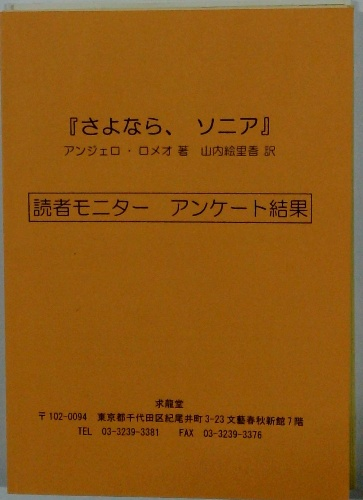 『さよなら、 ソニア』
アンジェロ・ロメオ 著 山内絵里香 訳
読者モニター アンケート結果
求龍堂
〒102-0094 東京都千代田区紀尾井町3-23文藝春秋新館7階
TEL 03-3239-3381 FAX 03-3239-3376